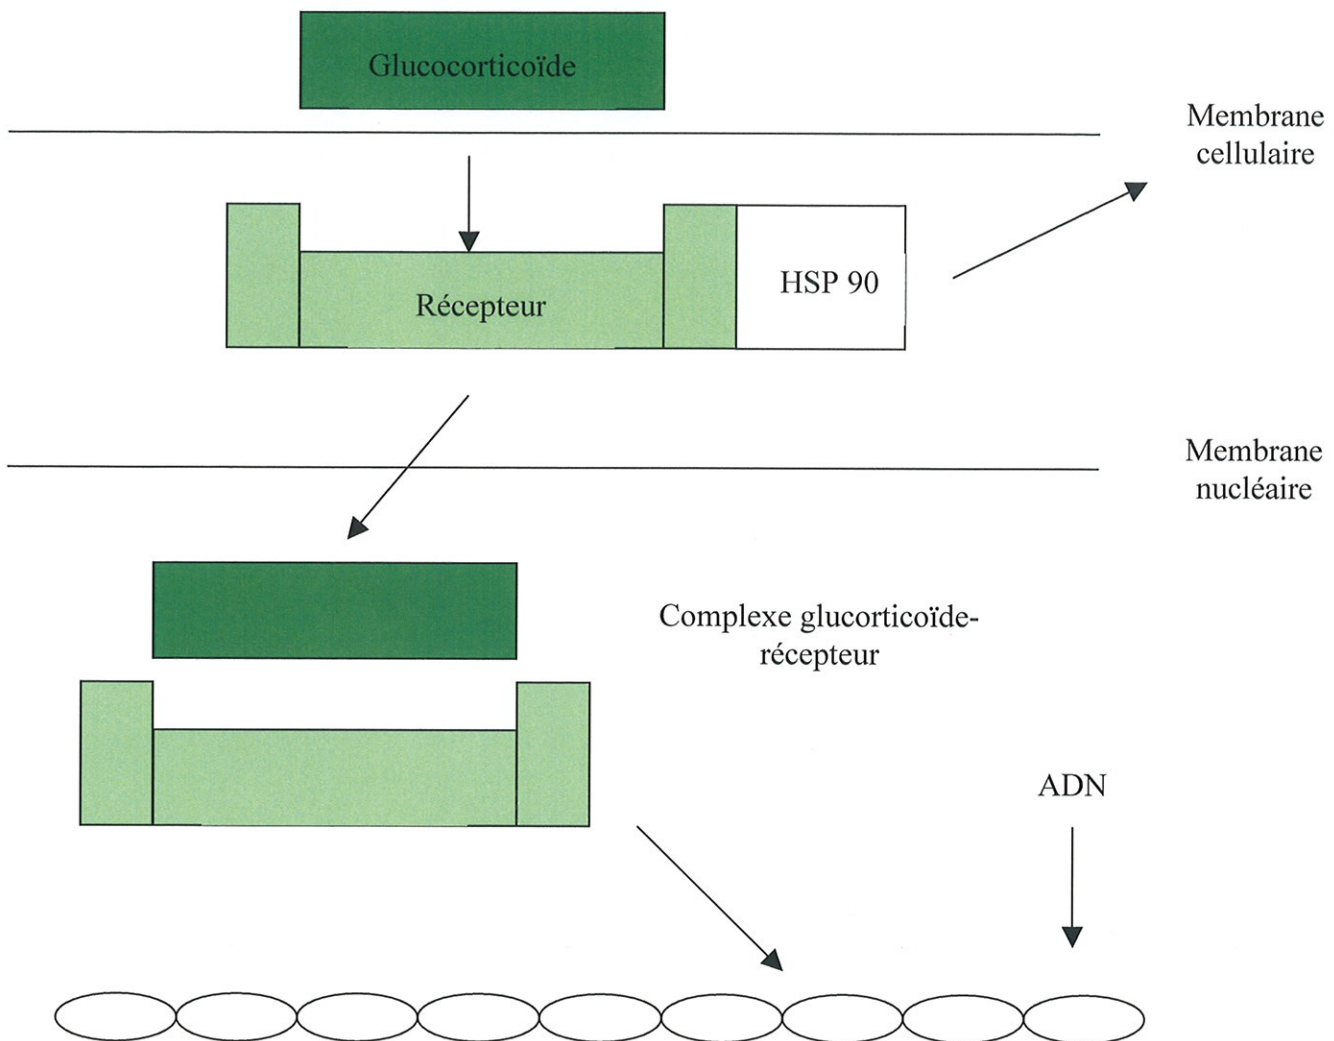 Glucocorticoïde
Membrane
cellulaire
HSP 90
Récepteur
Membrane
nucléaire
Complexe glucorticoïde-
récepteur
ADN